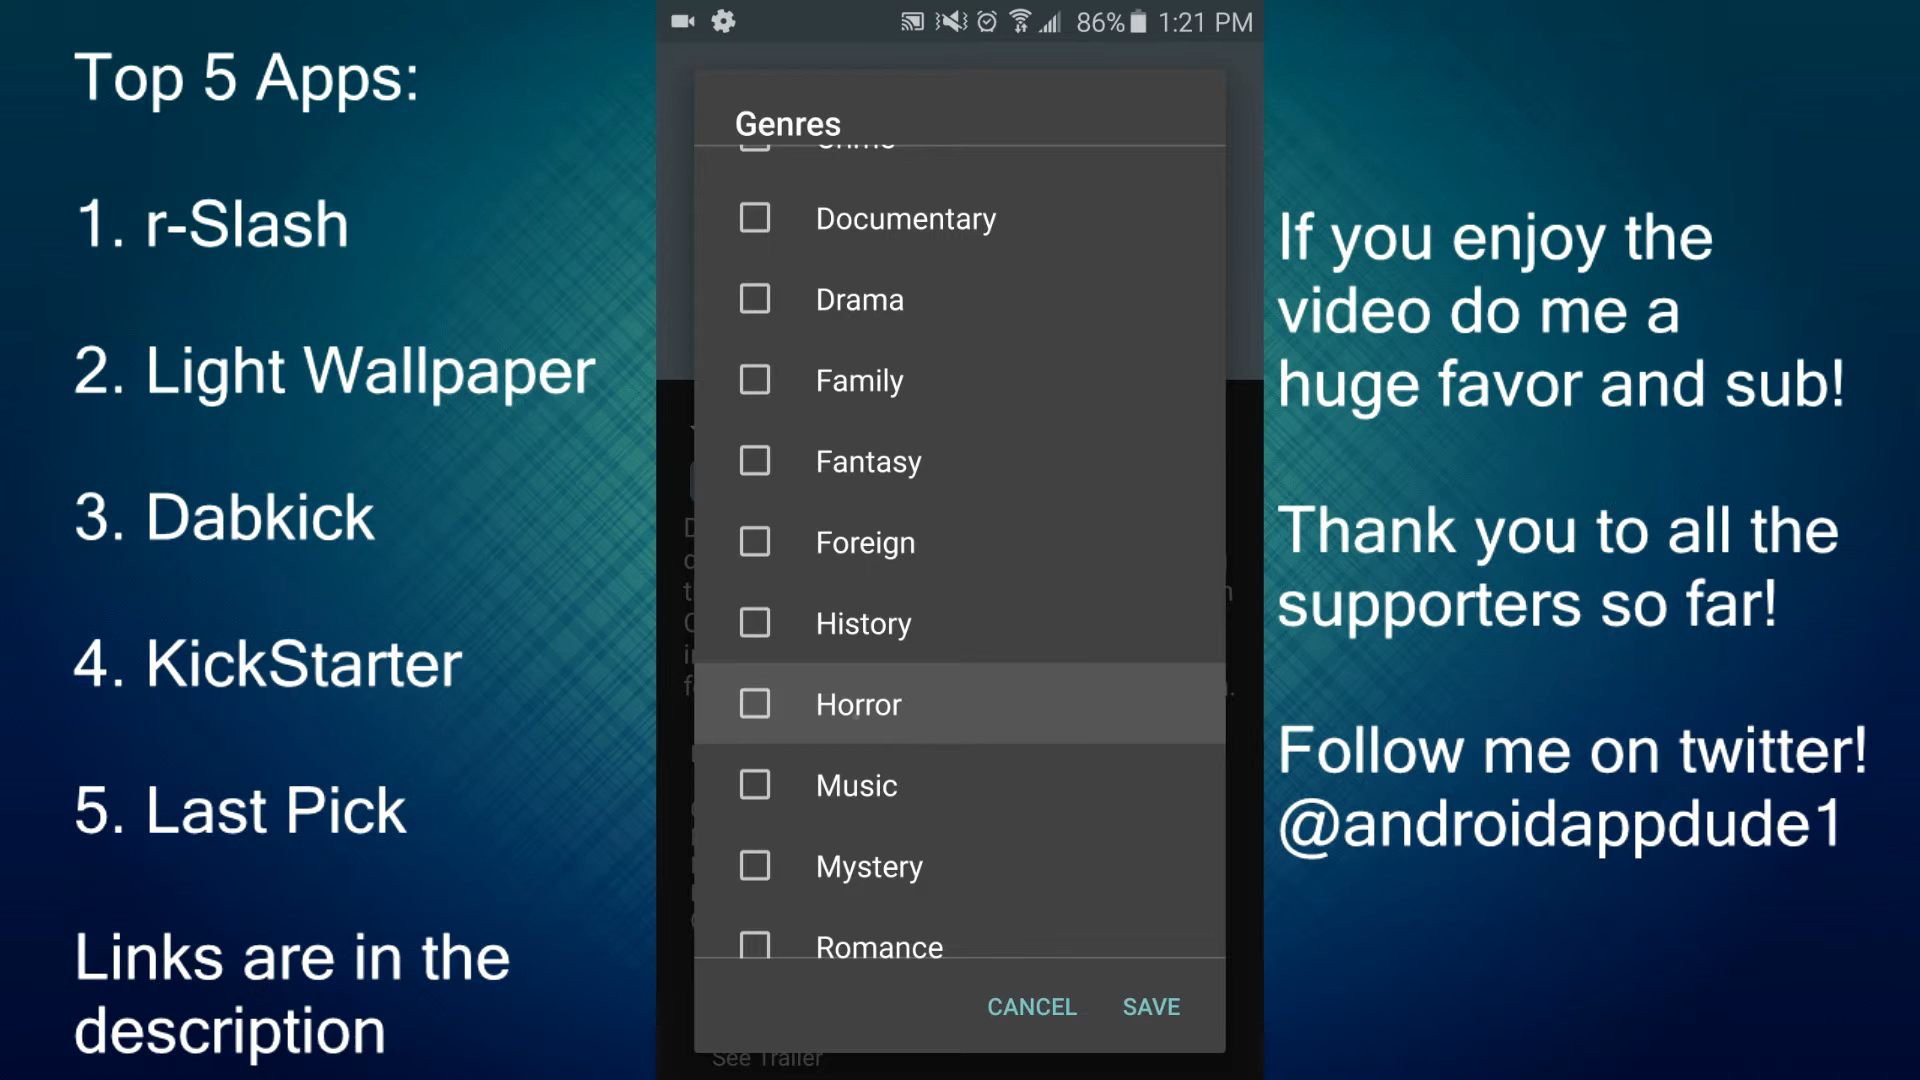 Top 5 Apps:
1. r-Slash
2. Light Wallpaper
3. Dabkick
4. KickStarter
5. Last Pick
Links are in the
description
86% 1:21 PM
Genres
Crime
Documentary
Drama
Family
Fantasy
Foreign
History
Horror
Music
Mystery
Romance
CANCEL SAVE
See Trailer
If you enjoy the
video do me a
huge favor and sub!
Thank you to all the
supporters so far!
Follow me on twitter!
@androidappdude1